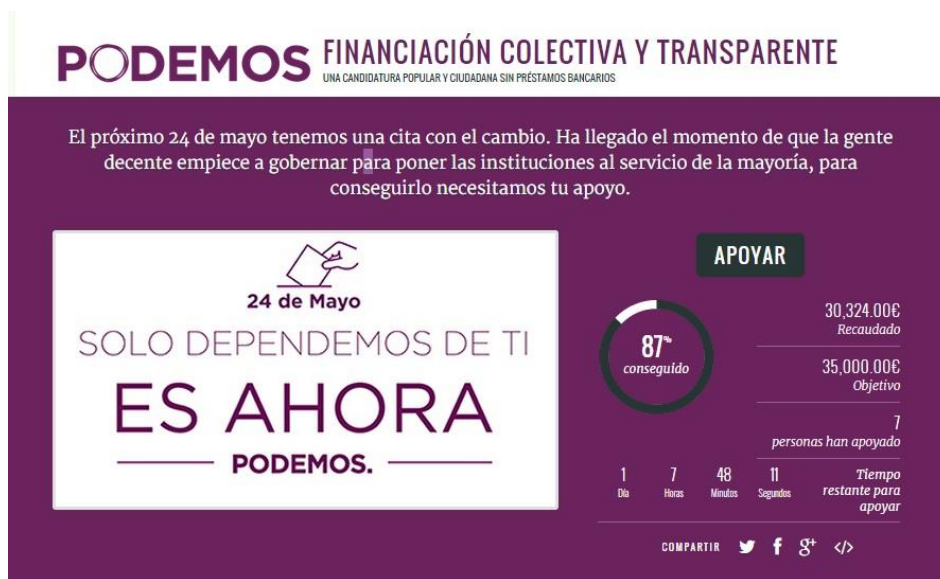 PODEMOS FINANCIACIÓN COLECTIVA Y TRANSPARENTE
UNA CANDIDATURA POPULAR Y CIUDADANA SIN PRÉSTAMOS BANCARIOS
El próximo 24 de mayo tenemos una cita con el cambio. Ha llegado el momento de que la gente
decente empiece a gobernar para poner las instituciones al servicio de la mayoría, para
conseguirlo necesitamos tu apoyo.
24 de Mayo
SOLO DEPENDEMOS DE TI
ES AHORA
PODEMOS.
APOYAR
87%
conseguido
30,324.00€
Recaudado
35,000.00€
Objetivo
7
personas han apoyado
1 7 48 11
Día Horas Minutos Segundos
Tiempo
restante para
apoyar
COMPARTIR